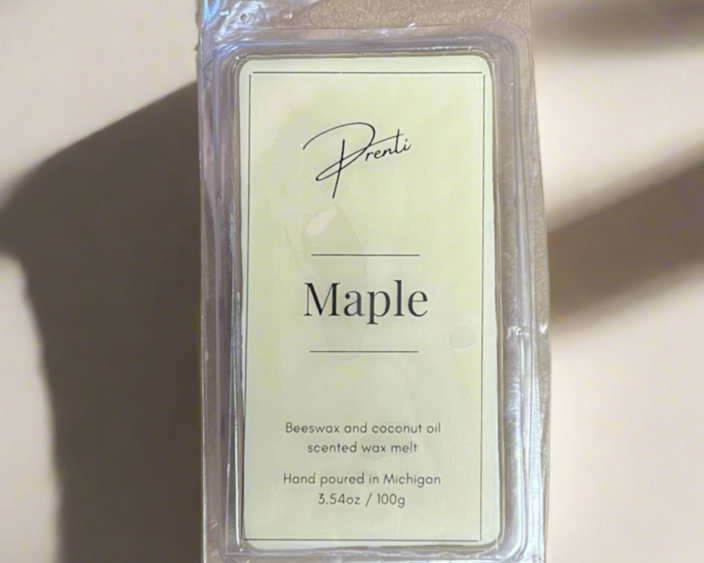 Prenti
Maple
Beeswax and coconut oil
scented wax melt
Hand poured in Michigan
3.54oz / 100g